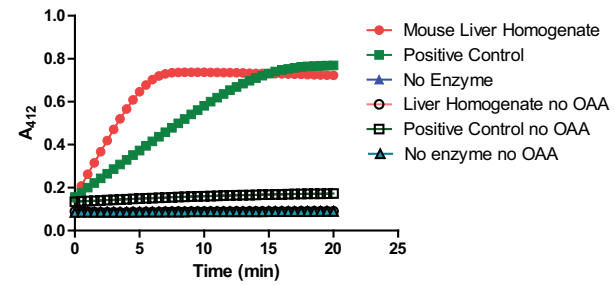 1.0
0.8
0.6
0.4
0.2
0.0
A412
0
5
10
15
20
25
Time (min)
Mouse Liver Homogenate
Positive Control
No Enzyme
Liver Homogenate no OAA
Positive Control no OAA
No enzyme no OAA